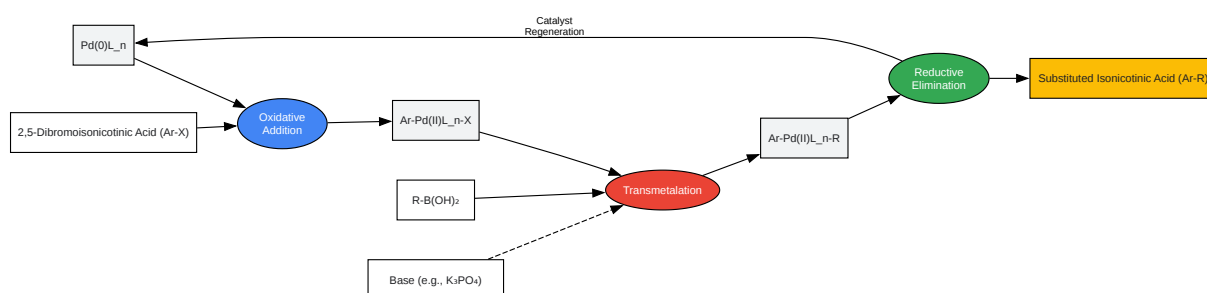 Catalyst
Regeneration
Pd(0)L_n
2,5-Dibromoisonicotinic Acid (Ar-X)
Oxidative
Addition
Ar-Pd(II)L_n-X
R-B(OH)₂
Base (e.g., K₃PO₄)
Transmetalation
Ar-Pd(II)L_n-R
Reductive
Elimination
Substituted Isonicotinic Acid (Ar-R)